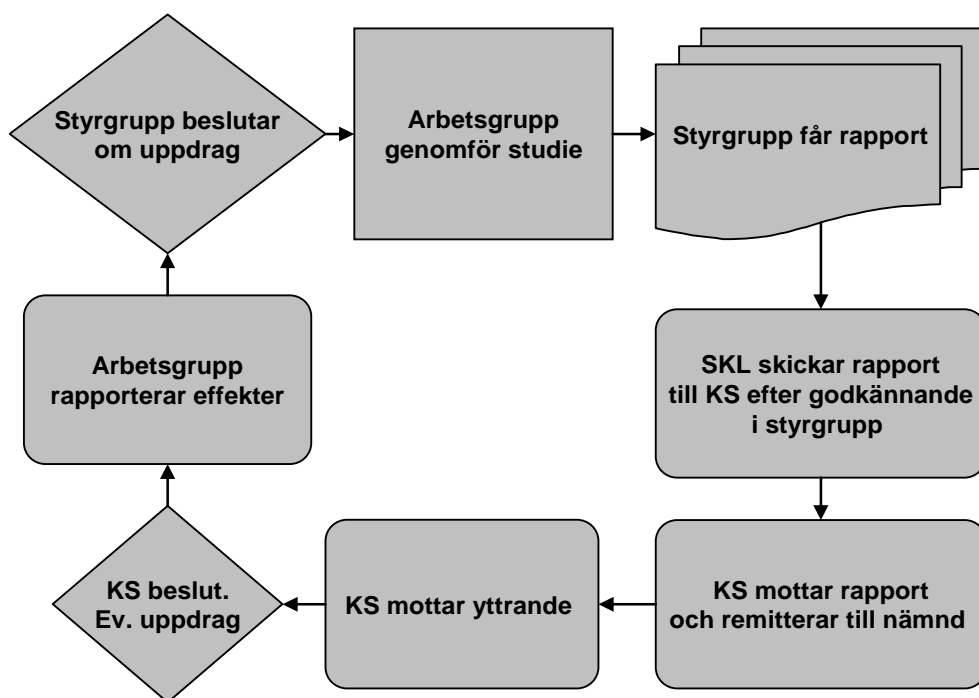 Styrgrupp beslutar
om uppdrag
Arbetsgrupp
genomför studie
Styrgrupp får rapport
SKL skickar rapport
till KS efter godkännande
i styrgrupp
KS mottar rapport
och remitterar till nämnd
KS mottar yttrande
KS beslut.
Ev. uppdrag
Arbetsgrupp
rapporterar effekter